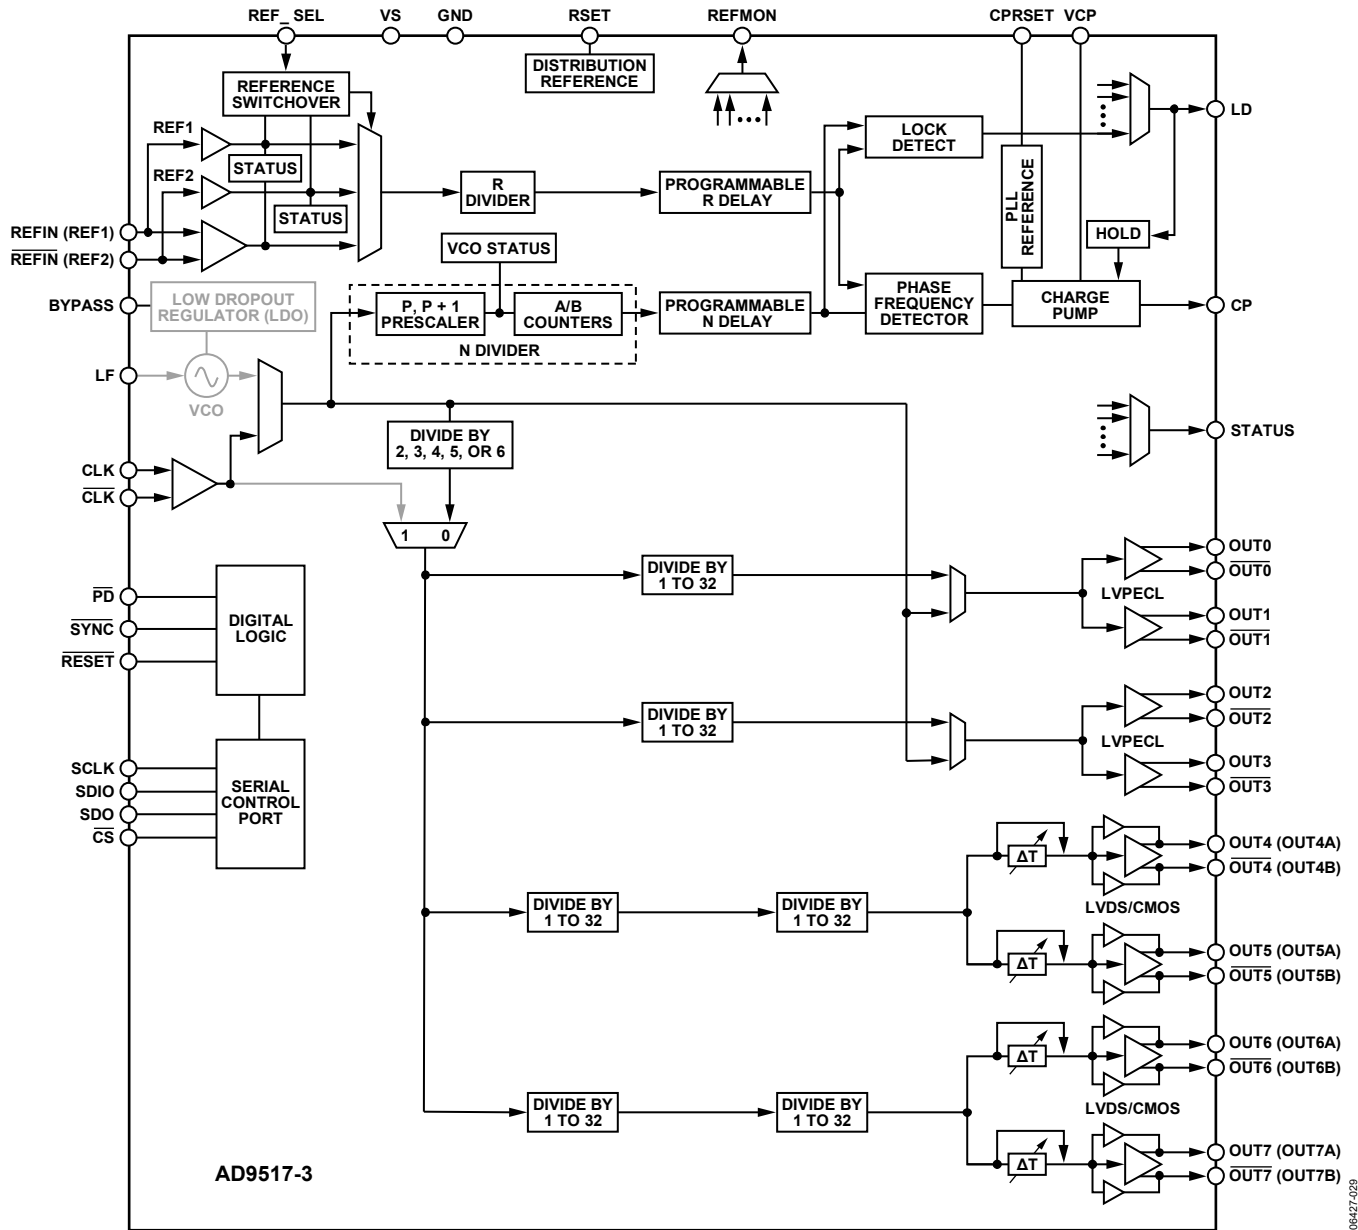 REF_ SEL
VS
GND
RSET
REFMON
CPRSET
VCP
DISTRIBUTION
REFERENCE
REFERENCE
SWITCHOVER
REF1
STATUS
REF2
STATUS
R
DIVIDER
PROGRAMMABLE
R DELAY
LOCK
DETECT
PLL
REFERENCE
LD
HOLD
REFIN (REF1)
REFIN (REF2)
VCO STATUS
BYPASS
LOW DROPOUT
REGULATOR (LDO)
P, P + 1
PRESCALER
A/B
COUNTERS
N DIVIDER
PROGRAMMABLE
N DELAY
PHASE
FREQUENCY
DETECTOR
CHARGE
PUMP
CP
LF
VCO
STATUS
DIVIDE BY
2, 3, 4, 5, OR 6
CLK
CLK
1 0
PD
SYNC
RESET
DIGITAL
LOGIC
DIVIDE BY
1 TO 32
LVPECL
OUT0
OUT0
OUT1
OUT1
DIVIDE BY
1 TO 32
LVPECL
OUT2
OUT2
OUT3
OUT3
SCLK
SDIO
SDO
CS
SERIAL
CONTROL
PORT
DIVIDE BY
1 TO 32
DIVIDE BY
1 TO 32
ΔT
ΔT
LVDS/CMOS
OUT4 (OUT4A)
OUT4 (OUT4B)
OUT5 (OUT5A)
OUT5 (OUT5B)
DIVIDE BY
1 TO 32
DIVIDE BY
1 TO 32
ΔT
ΔT
LVDS/CMOS
OUT6 (OUT6A)
OUT6 (OUT6B)
OUT7 (OUT7A)
OUT7 (OUT7B)
AD9517-3
06427-029